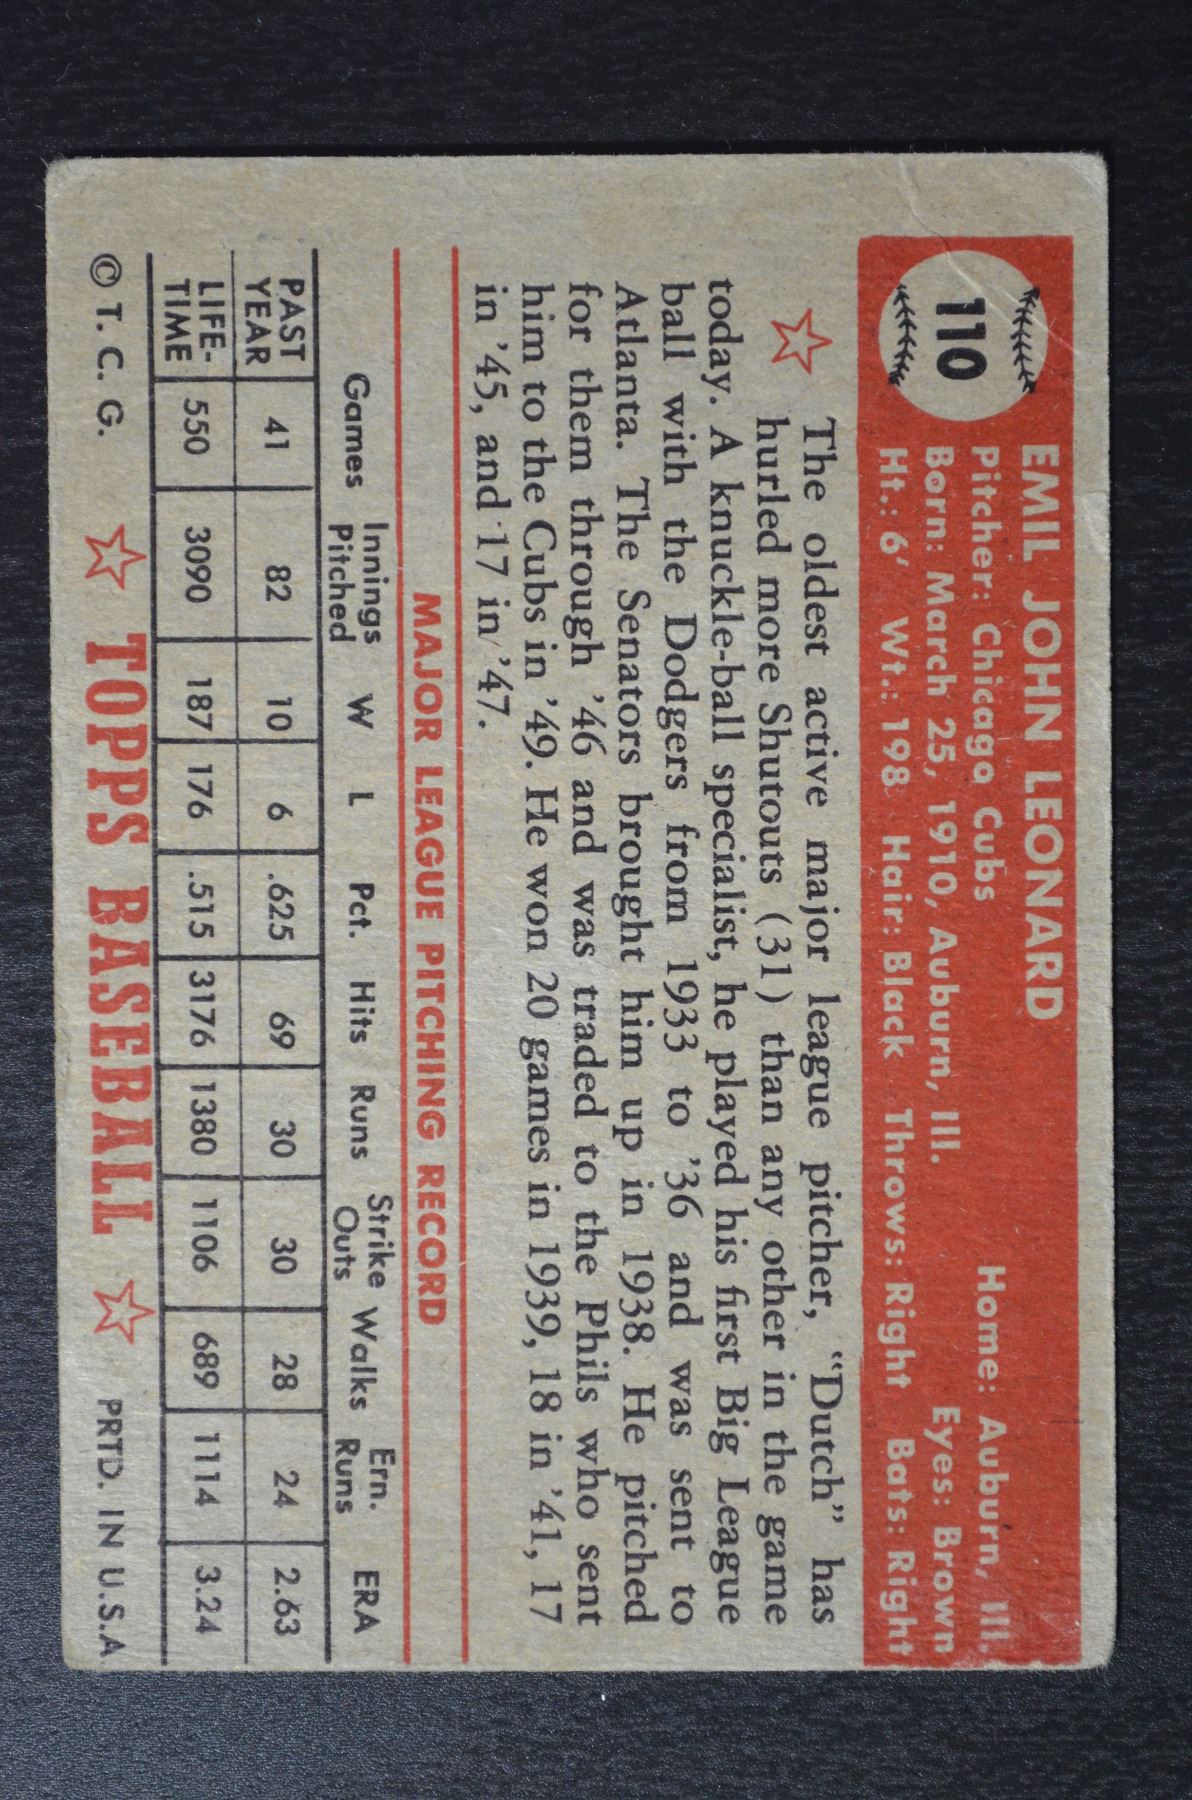 110
EMIL JOHN LEONARD
Pitcher: Chicago Cubs Home: Auburn, Ill.
Born: March 25, 1910, Auburn, Ill. Eyes: Brown
Ht.: 6' Wt.: 198 Hair: Black Throws: Right Bats: Right
The oldest active major league pitcher, "Dutch" has
hurled more Shutouts (31) than any other in the game
today. A knuckle-ball specialist, he played his first Big League
ball with the Dodgers from 1933 to '36 and was sent to
Atlanta. The Senators brought him up in 1938. He pitched
for them through '46 and was traded to the Phils who sent
him to the Cubs in '49. He won 20 games in 1939, 18 in '41, 17
in '45, and 17 in '47.
MAJOR LEAGUE PITCHING RECORD
Games Innings Pitched W L Pct. Hits Runs Strike Outs Walks Ern. Runs ERA
PAST YEAR 41 82 10 6 .625 69 30 30 28 24 2.63
LIFE-TIME 550 3090 187 176 .515 3176 1380 1106 689 1114 3.24
© T. C. G. TOPPS BASEBALL PRTD. IN U.S.A